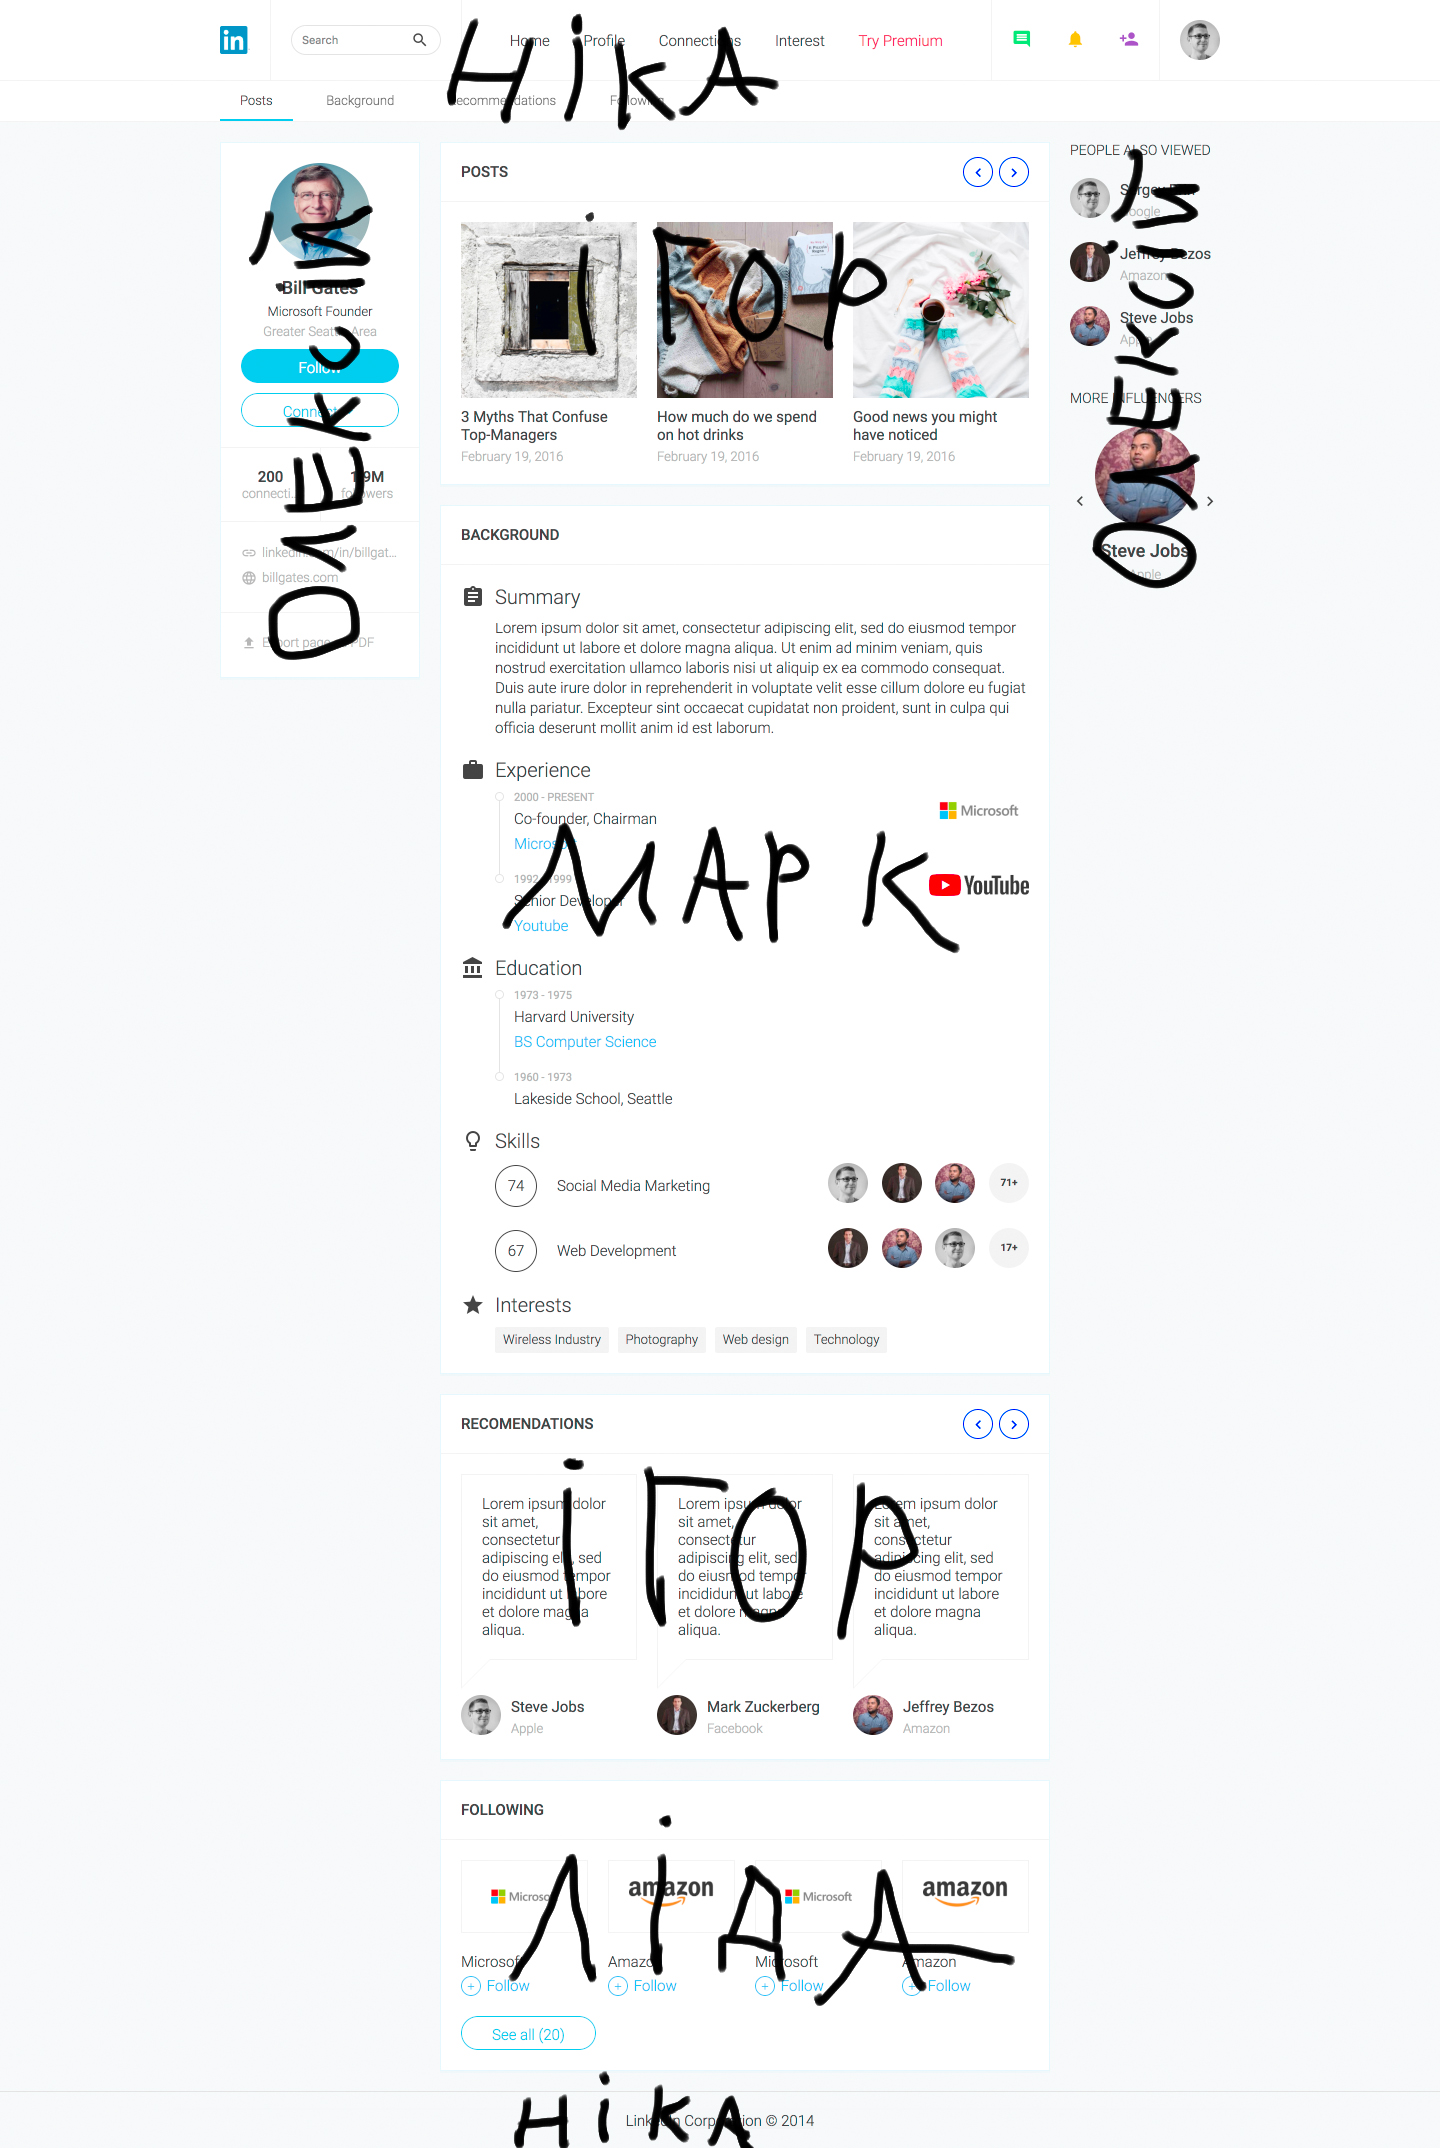 Search
Home Profile Connections Interest Try Premium
НіКА
Posts Background Recommendations Following
Bill Gates
Microsoft Founder
Greater Seattle Area
Follow
Connect
200 1.9M
connecti... followers
linkedin.com/in/billgat...
billgates.com
Export page PDF
ОЛЕКСІЙ
POSTS
іГОР
3 Myths That Confuse
Top-Managers
February 19, 2016
How much do we spend
on hot drinks
February 19, 2016
Good news you might
have noticed
February 19, 2016
PEOPLE ALSO VIEWED
Sergey Brin
Google
Jeffrey Bezos
Amazon
Steve Jobs
Apple
MORE INFLUENCERS
Steve Jobs
Apple
ОЛЕКСІЙ
BACKGROUND
Summary
Lorem ipsum dolor sit amet, consectetur adipiscing elit, sed do eiusmod tempor
incididunt ut labore et dolore magna aliqua. Ut enim ad minim veniam, quis
nostrud exercitation ullamco laboris nisi ut aliquip ex ea commodo consequat.
Duis aute irure dolor in reprehenderit in voluptate velit esse cillum dolore eu fugiat
nulla pariatur. Excepteur sint occaecat cupidatat non proident, sunt in culpa qui
officia deserunt mollit anim id est laborum.
Experience
2000 - PRESENT
Co-founder, Chairman
Microsoft
Microsoft
1992 - 1999
Senior Developer
Youtube
YouTube
МАРК
Education
1973 - 1975
Harvard University
BS Computer Science
1960 - 1973
Lakeside School, Seattle
Skills
74 Social Media Marketing 71+
67 Web Development 17+
Interests
Wireless Industry Photography Web design Technology
RECOMENDATIONS
іГОР
Lorem ipsum dolor
sit amet,
consectetur
adipiscing elit, sed
do eiusmod tempor
incididunt ut labore
et dolore magna
aliqua.
Steve Jobs
Apple
Lorem ipsum dolor
sit amet,
consectetur
adipiscing elit, sed
do eiusmod tempor
incididunt ut labore
et dolore magna
aliqua.
Mark Zuckerberg
Facebook
Lorem ipsum dolor
sit amet,
consectetur
adipiscing elit, sed
do eiusmod tempor
incididunt ut labore
et dolore magna
aliqua.
Jeffrey Bezos
Amazon
FOLLOWING
Microsoft amazon Microsoft amazon
ЛіДА
Microsoft Amazon Microsoft Amazon
+ Follow + Follow + Follow + Follow
See all (20)
НіКА
LinkedIn Corporation © 2014